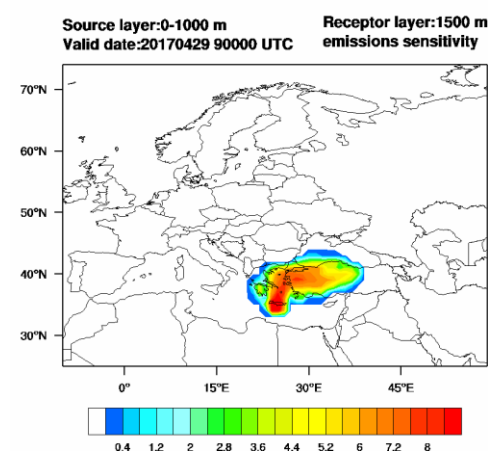 Source layer:0-1000 m
Receptor layer:1500 m
Valid date:20170429 90000 UTC
emissions sensitivity
70°N
60°N
50°N
40°N
30°N
0° 15°E 30°E 45°E
0.4 1.2 2 2.8 3.6 4.4 5.2 6 7.2 8